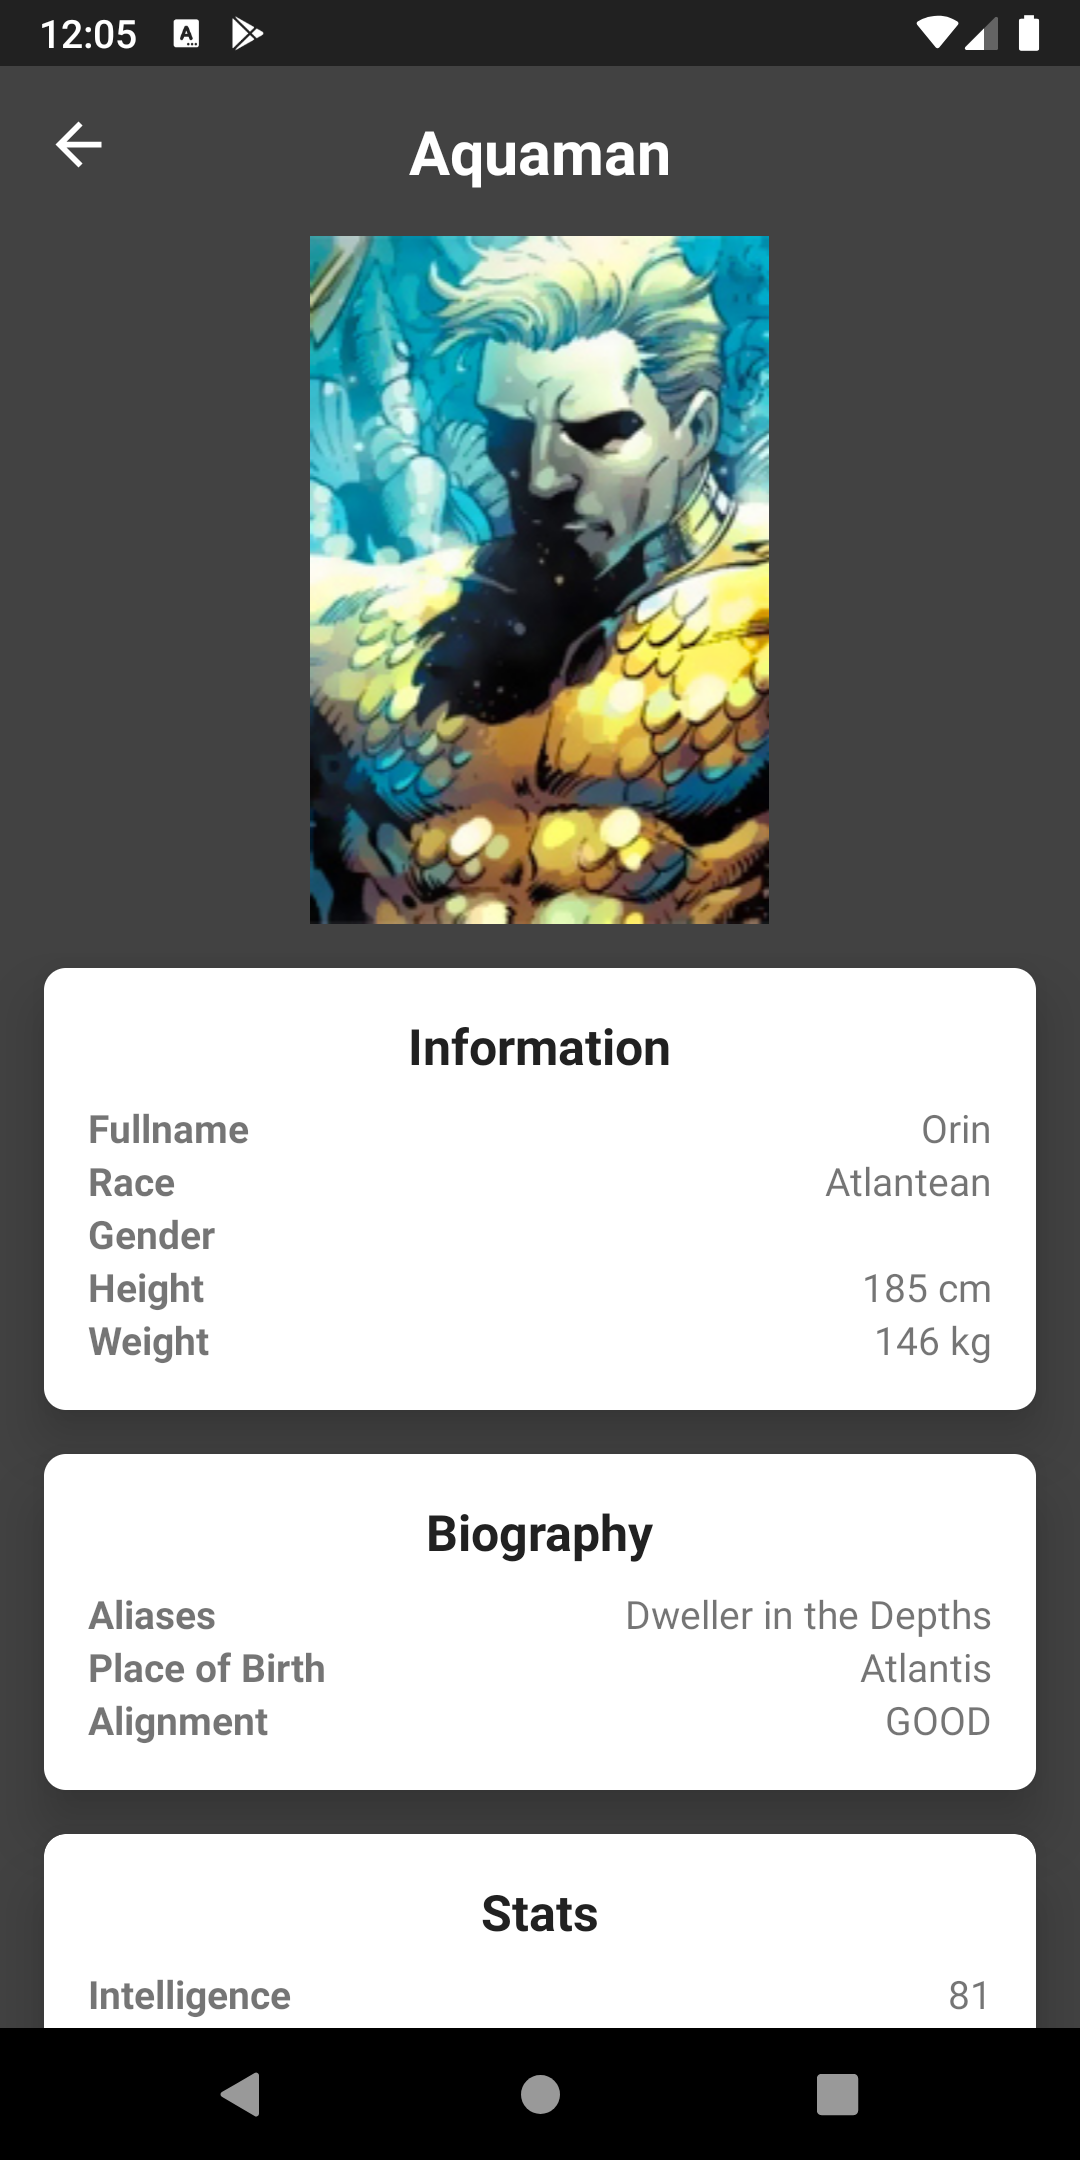 12:05
Aquaman
Information
Fullname Orin
Race Atlantean
Gender
Height 185 cm
Weight 146 kg
Biography
Aliases Dweller in the Depths
Place of Birth Atlantis
Alignment GOOD
Stats
Intelligence 81